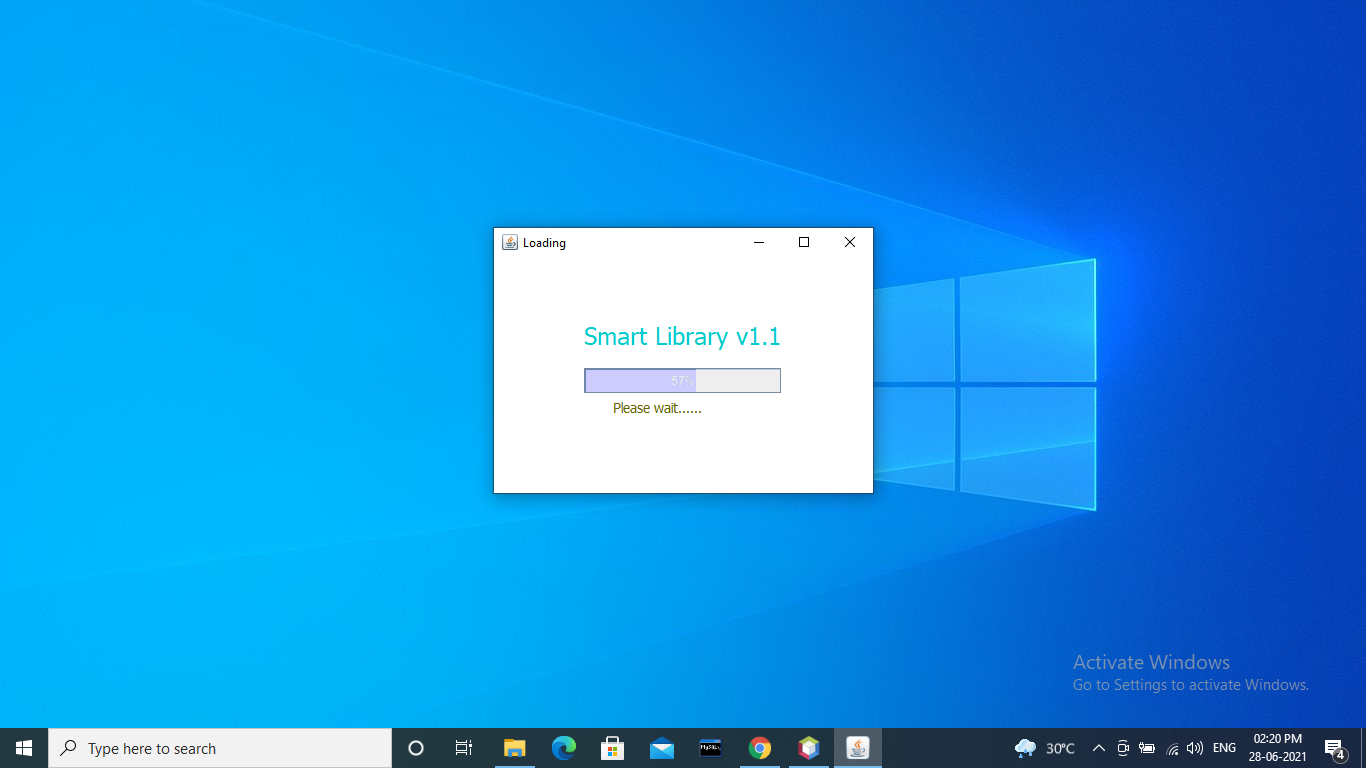 Loading
Smart Library v1.1
57%
Please wait......
Activate Windows
Go to Settings to activate Windows.
Type here to search
MySQL
30°C
ENG
02:20 PM
28-06-2021
4